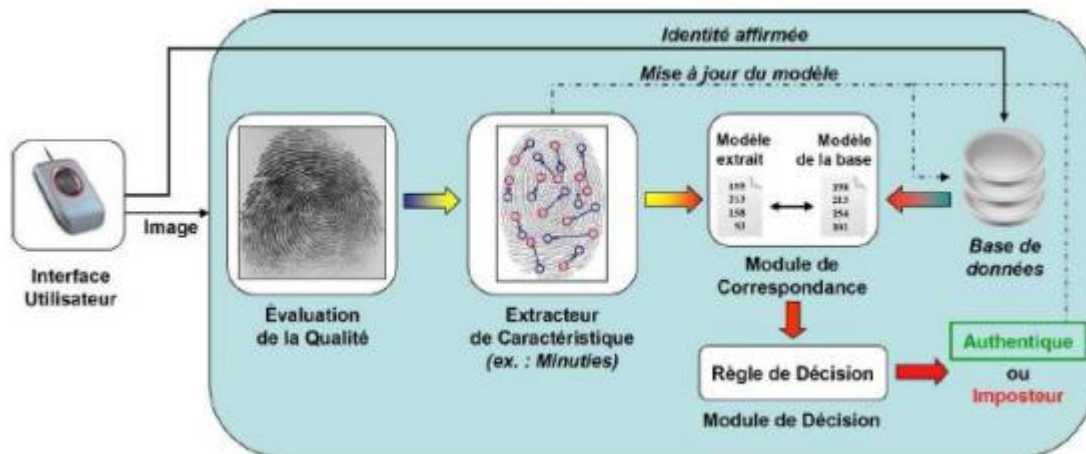 Identité affirmée
Mise à jour du modèle
Image
Interface
Utilisateur
Évaluation
de la Qualité
Extracteur
de Caractéristique
(ex. : Minuties)
Modèle
extrait
Modèle
de la base
Module de
Correspondance
Base de
données
Règle de Décision
Module de Décision
Authentique
ou
Imposteur